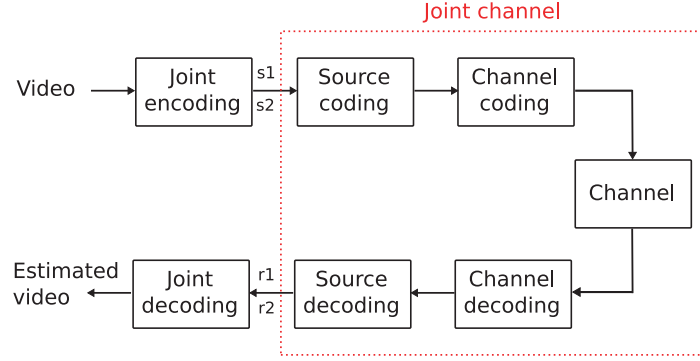 Joint channel
Video
Joint
encoding
s1
s2
Source
coding
Channel
coding
Channel
Estimated
video
Joint
decoding
r1
r2
Source
decoding
Channel
decoding